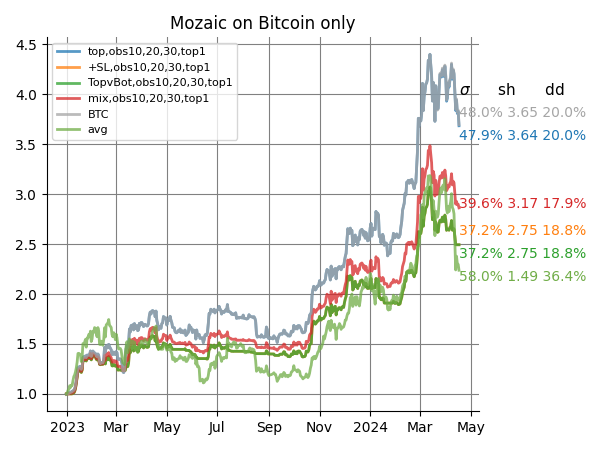 Mozaic on Bitcoin only
4.5
4.0
3.5
3.0
2.5
2.0
1.5
1.0
top,obs10,20,30,top1
+SL,obs10,20,30,top1
TopvBot,obs10,20,30,top1
mix,obs10,20,30,top1
BTC
avg
σ sh dd
48.0% 3.65 20.0%
47.9% 3.64 20.0%
39.6% 3.17 17.9%
37.2% 2.75 18.8%
37.2% 2.75 18.8%
58.0% 1.49 36.4%
2023 Mar May Jul Sep Nov 2024 Mar May